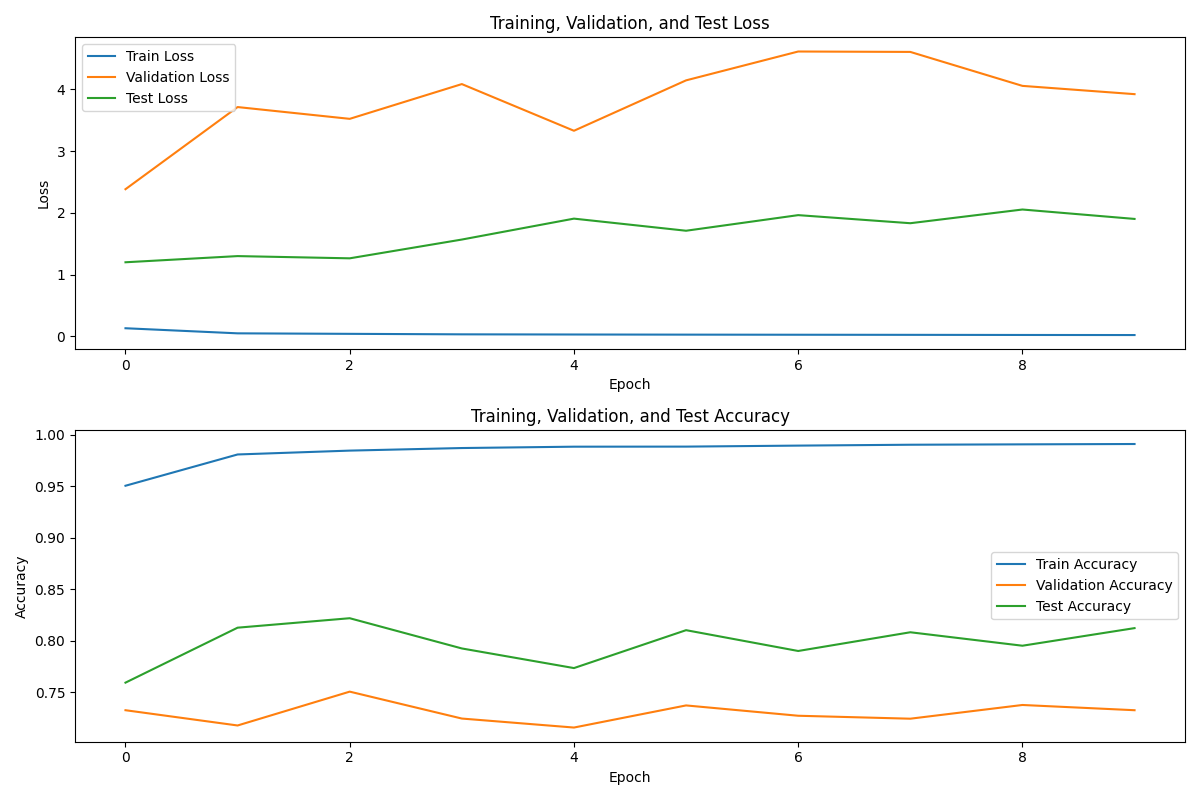 Training, Validation, and Test Loss
Train Loss
Validation Loss
Test Loss
Loss
4
3
2
1
0
0 2 4 6 8
Epoch
Training, Validation, and Test Accuracy
Accuracy
1.00
0.95
0.90
0.85
0.80
0.75
Train Accuracy
Validation Accuracy
Test Accuracy
0 2 4 6 8
Epoch